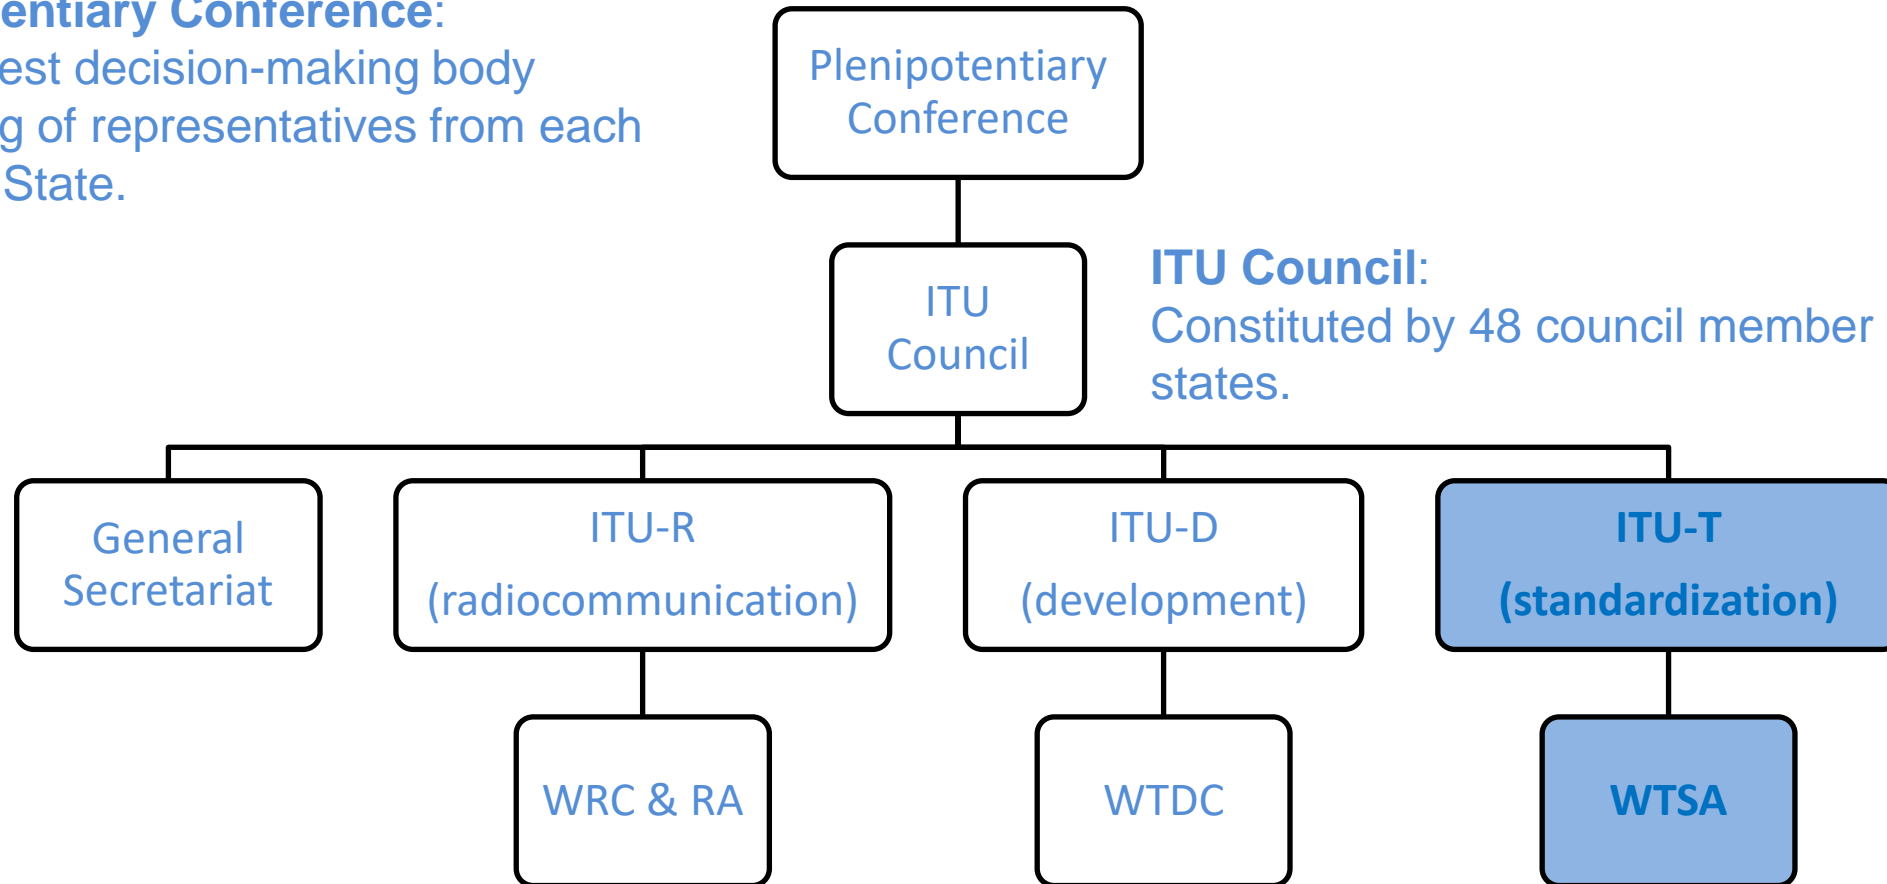 entiary Conference:
est decision-making body
g of representatives from each
State.
Plenipotentiary
Conference
ITU
Council
ITU Council:
Constituted by 48 council member
states.
General
Secretariat
ITU-R
(radiocommunication)
ITU-D
(development)
ITU-T
(standardization)
WRC & RA
WTDC
WTSA